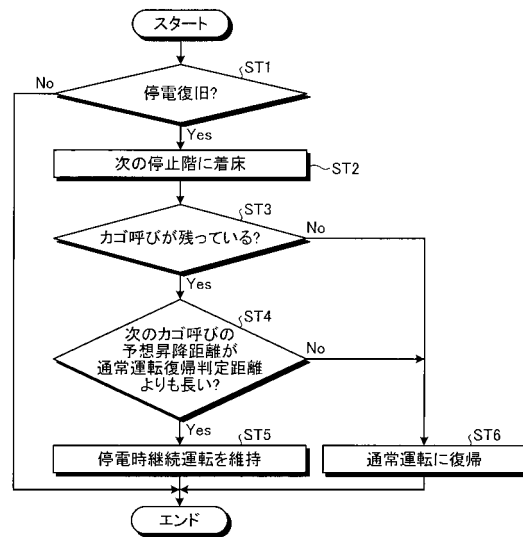 スタート
ST1
No
停電復旧?
Yes
次の停止階に着床
ST2
ST3
カゴ呼びが残っている?
No
Yes
ST4
次のカゴ呼びの
予想昇降距離が
通常運転復帰判定距離
よりも長い?
No
Yes
ST5
停電時継続運転を維持
ST6
通常運転に復帰
エンド